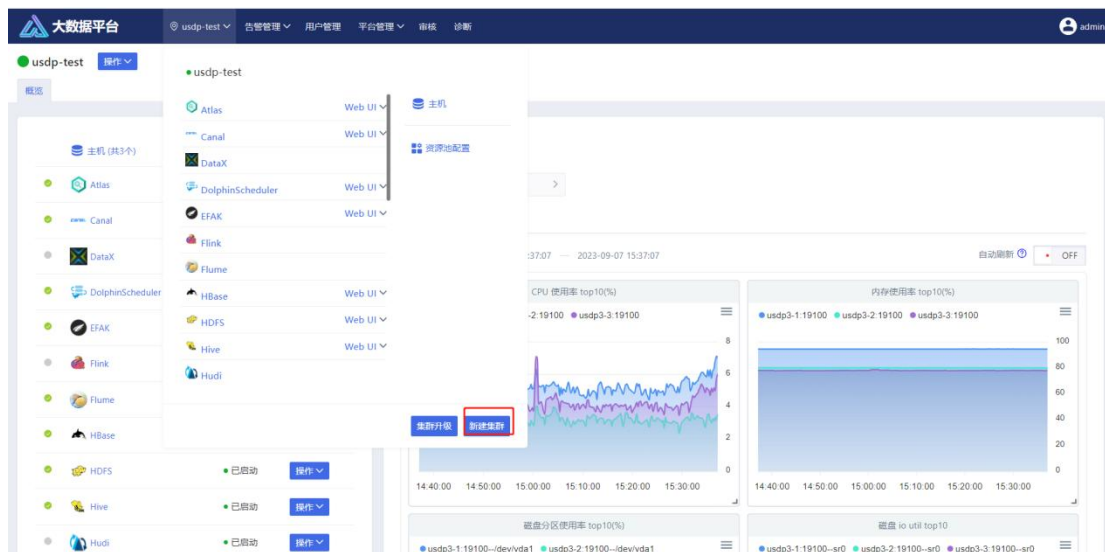 大数据平台
usdp-test 告警管理 用户管理 平台管理 审核 诊断
admin
usdp-test 操作
概览
usdp-test
Atlas Web UI
Canal Web UI
DataX
DolphinScheduler Web UI
EFAK Web UI
Flink
Flume
HBase Web UI
HDFS Web UI
Hive Web UI
Hudi
主机
资源池配置
集群升级 新建集群
主机 (共3个)
Atlas
Canal
DataX
DolphinScheduler
EFAK
Flink
Flume
HBase
HDFS 已启动 操作
Hive 已启动 操作
Hudi 已启动 操作
:37:07 — 2023-09-07 15:37:07
自动刷新 OFF
CPU 使用率 top10(%)
-2:19100 usdp3-3:19100
8
6
4
2
0
14:40:00 14:50:00 15:00:00 15:10:00 15:20:00 15:30:00
内存使用率 top10(%)
usdp3-1:19100 usdp3-2:19100 usdp3-3:19100
100
80
60
40
20
0
14:40:00 14:50:00 15:00:00 15:10:00 15:20:00 15:30:00
磁盘分区使用率 top10(%)
usdp3-1:19100--/dev/vda1 usdp3-2:19100--/dev/vda1
磁盘 io util top10
usdp3-1:19100--sr0 usdp3-2:19100--sr0 usdp3-3:19100--sr0